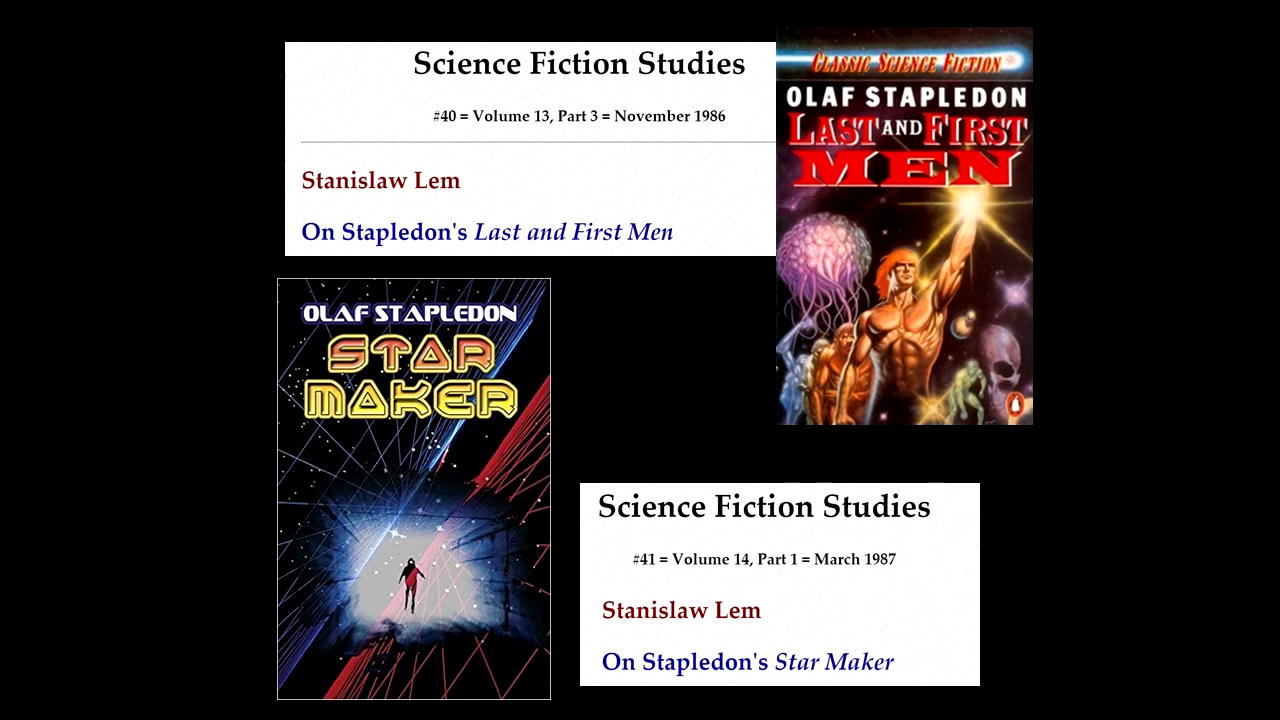 Science Fiction Studies
#40 = Volume 13, Part 3 = November 1986
Stanislaw Lem
On Stapledon's Last and First Men
CLASSIC SCIENCE FICTION
OLAF STAPLEDON
LAST AND FIRST
MEN
OLAF STAPLEDON
STAR
MAKER
Science Fiction Studies
#41 = Volume 14, Part 1 = March 1987
Stanislaw Lem
On Stapledon's Star Maker